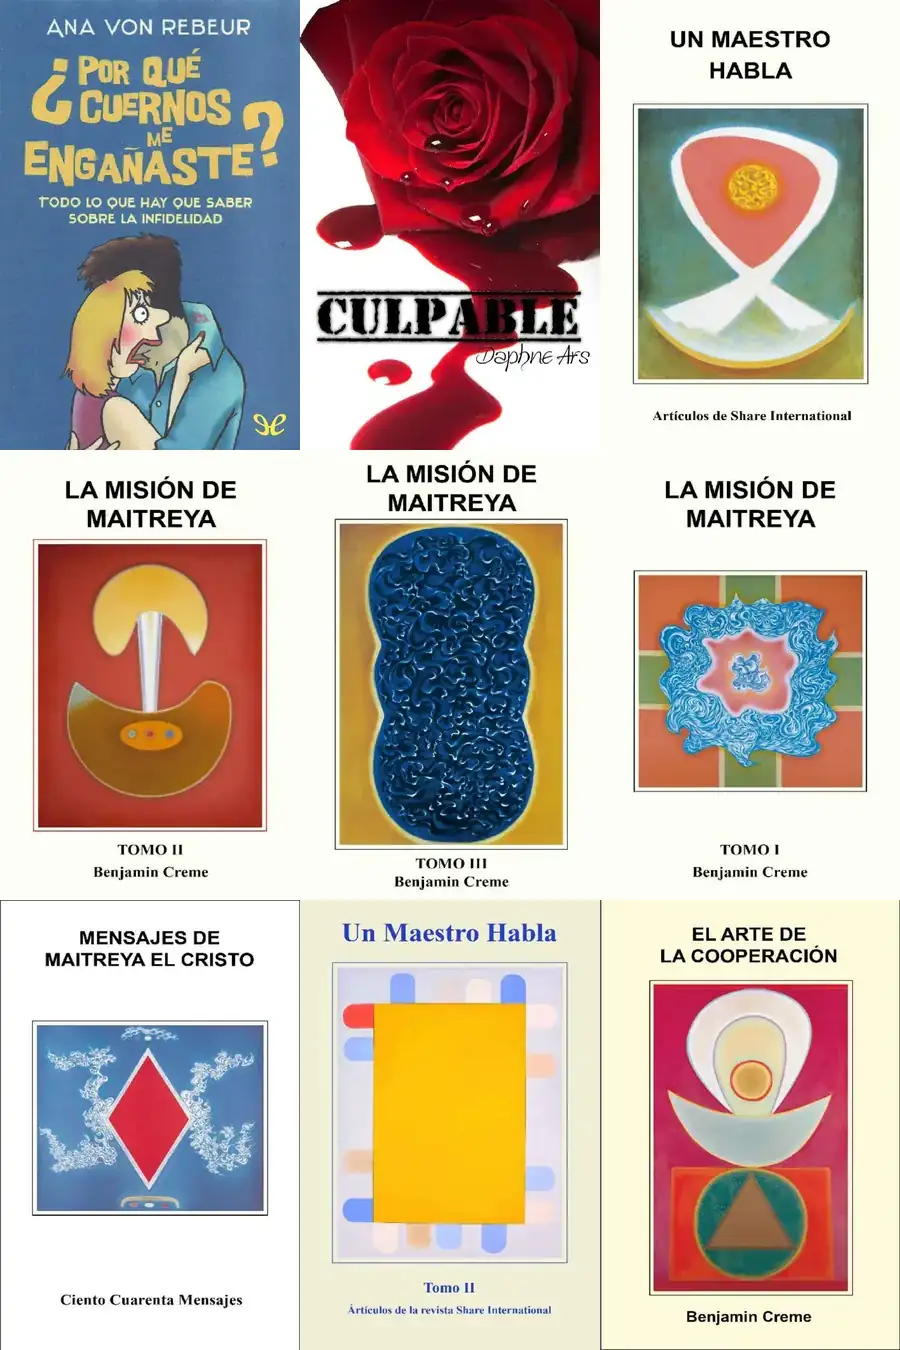 ANA VON REBEUR
¿POR QUÉ
CUERNOS
ME
ENGAÑASTE?
TODO LO QUE HAY QUE SABER
SOBRE LA INFIDELIDAD
CULPABLE
Daphne Ars
UN MAESTRO
HABLA
Artículos de Share International
LA MISIÓN DE
MAITREYA
TOMO II
Benjamin Creme
LA MISIÓN DE
MAITREYA
TOMO III
Benjamin Creme
LA MISIÓN DE
MAITREYA
TOMO I
Benjamin Creme
MENSAJES DE
MAITREYA EL CRISTO
Ciento Cuarenta Mensajes
Un Maestro Habla
Tomo II
Árticulos de la revista Share International
EL ARTE DE
LA COOPERACIÓN
Benjamin Creme